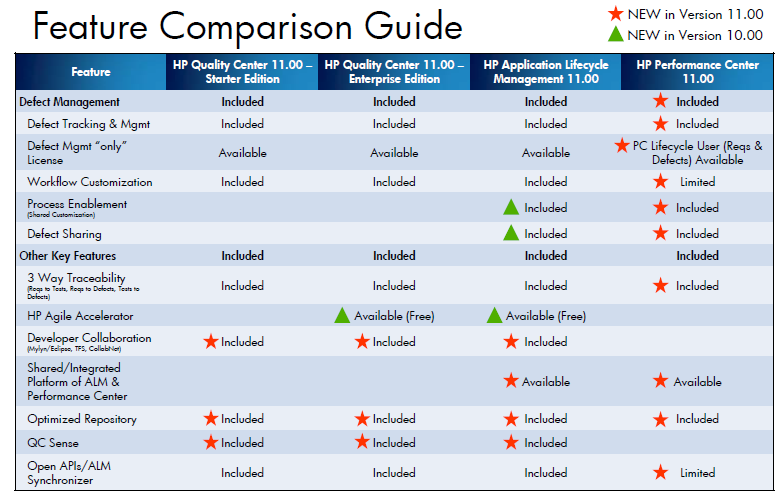 Feature Comparison Guide
NEW in Version 11.00
NEW in Version 10.00
Feature
HP Quality Center 11.00 –
Starter Edition
HP Quality Center 11.00 –
Enterprise Edition
HP Application Lifecycle
Management 11.00
HP Performance Center
11.00
Defect Management Included Included Included Included
Defect Tracking & Mgmt Included Included Included Included
Defect Mgmt “only”
License
Available Available Available
PC Lifecycle User (Reqs &
Defects) Available
Workflow Customization Included Included Included Limited
Process Enablement
(Shared Customization)
Included Included
Defect Sharing Included Included
Other Key Features Included Included Included Included
3 Way Traceability
(Reqs to Tests, Reqs to Defects, Tests to
Defects)
Included Included Included Included
HP Agile Accelerator Available (Free) Available (Free)
Developer Collaboration
(Mylyn/Eclipse, TFS, CollabNet)
Included Included Included
Shared/Integrated
Platform of ALM &
Performance Center
Available Available
Optimized Repository Included Included Included Included
QC Sense Included Included Included
Open APIs/ALM
Synchronizer
Included Included Included Limited